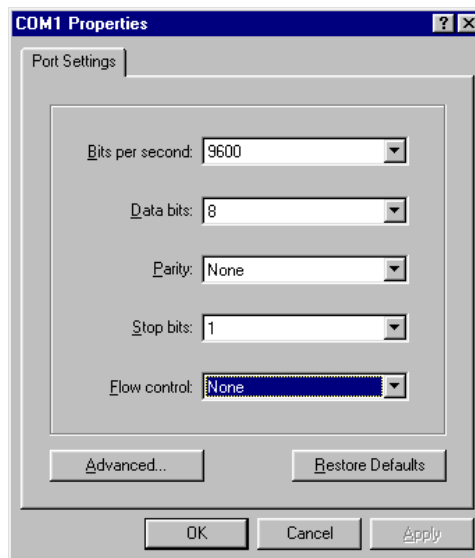 COM1 Properties
Port Settings
Bits per second: 9600
Data bits: 8
Parity: None
Stop bits: 1
Flow control: None
Advanced... Restore Defaults
OK Cancel Apply